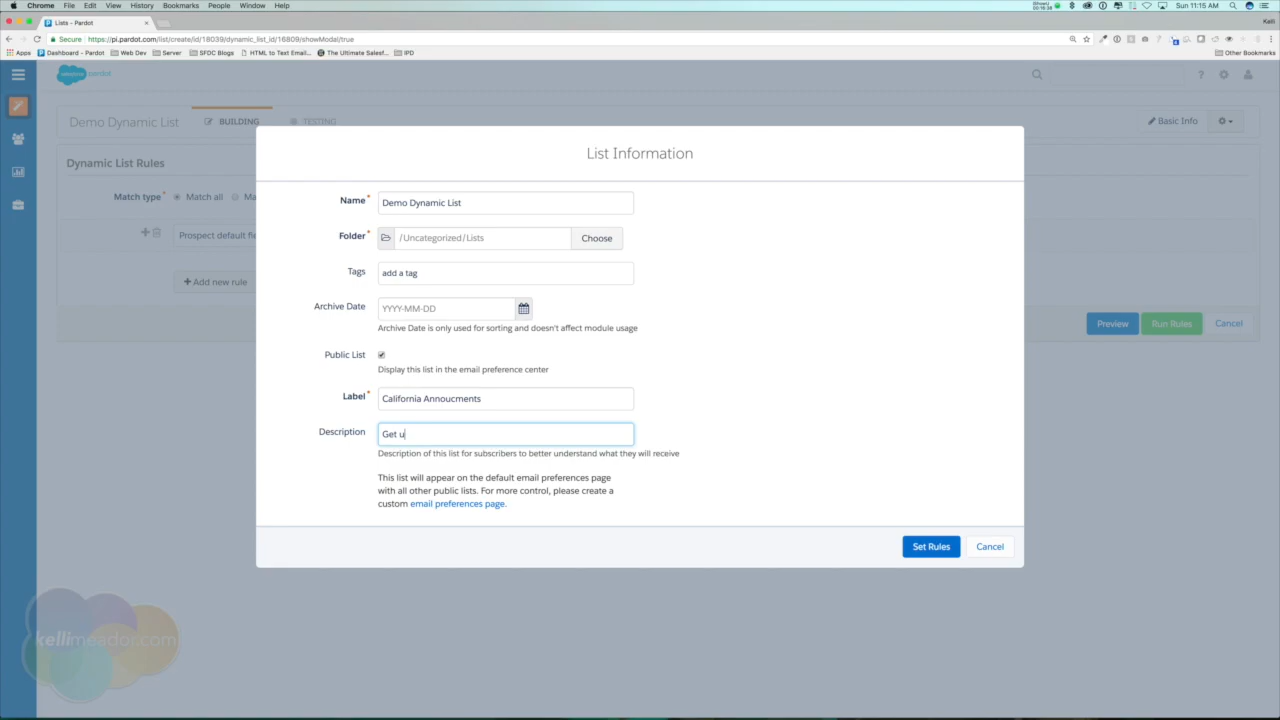 Chrome File Edit View History Bookmarks People Window Help
Sun 11:15 AM
Lists - Pardot
Kelli
Secure https://pi.pardot.com/list/create/id/18039/dynamic_list_id/16809/showModal/true
Apps Dashboard - Pardot Web Dev Server SFDC Blogs HTML to Text Email... The Ultimate Salesf... IPD Other Bookmarks
Demo Dynamic List BUILDING TESTING Basic Info
List Information
Dynamic List Rules
Match type* Match all Ma
Prospect default fie
+ Add new rule
Name*
Demo Dynamic List
Folder*
/Uncategorized/Lists
Choose
Tags
add a tag
Archive Date
YYYY-MM-DD
Archive Date is only used for sorting and doesn't affect module usage
Preview Run Rules Cancel
Public List
Display this list in the email preference center
Label*
California Annoucments
Description
Get u
Description of this list for subscribers to better understand what they will receive
This list will appear on the default email preferences page
with all other public lists. For more control, please create a
custom email preferences page.
Set Rules Cancel
kellimeador.com